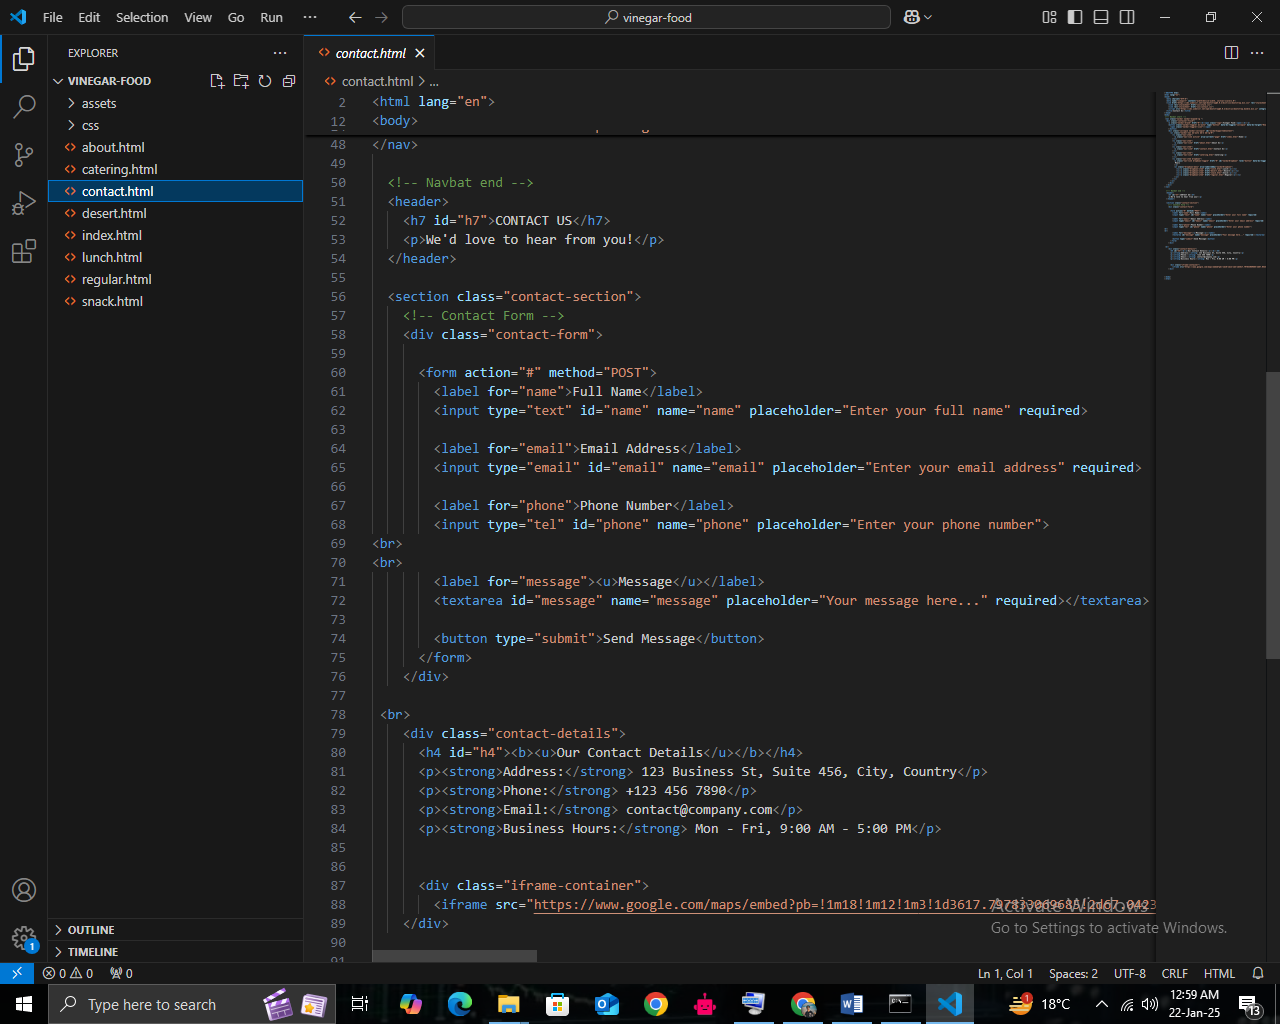 File Edit Selection View Go Run ... vinegar-food
EXPLORER ...
VINEGAR-FOOD
assets
css
about.html
catering.html
contact.html
desert.html
index.html
lunch.html
regular.html
snack.html
OUTLINE
TIMELINE
contact.html
contact.html > ...
2 <html lang="en">
12 <body>
48 </nav>
49
50 <!-- Navbat end -->
51 <header>
52 <h7 id="h7">CONTACT US</h7>
53 <p>We'd love to hear from you!</p>
54 </header>
55
56 <section class="contact-section">
57 <!-- Contact Form -->
58 <div class="contact-form">
59
60 <form action="#" method="POST">
61 <label for="name">Full Name</label>
62 <input type="text" id="name" name="name" placeholder="Enter your full name" required>
63
64 <label for="email">Email Address</label>
65 <input type="email" id="email" name="email" placeholder="Enter your email address" required>
66
67 <label for="phone">Phone Number</label>
68 <input type="tel" id="phone" name="phone" placeholder="Enter your phone number">
69 <br>
70 <br>
71 <label for="message"><u>Message</u></label>
72 <textarea id="message" name="message" placeholder="Your message here..." required></textarea>
73
74 <button type="submit">Send Message</button>
75 </form>
76 </div>
77
78 <br>
79 <div class="contact-details">
80 <h4 id="h4"><b><u>Our Contact Details</u></b></h4>
81 <p><strong>Address:</strong> 123 Business St, Suite 456, City, Country</p>
82 <p><strong>Phone:</strong> +123 456 7890</p>
83 <p><strong>Email:</strong> contact@company.com</p>
84 <p><strong>Business Hours:</strong> Mon - Fri, 9:00 AM - 5:00 PM</p>
85
86
87 <div class="iframe-container">
88 <iframe src="https://www.google.com/maps/embed?pb=!1m18!1m12!1m3!1d3617.
89 </div>
90
91
Activate Windows
Go to Settings to activate Windows.
1
0 0 0 Ln 1, Col 1 Spaces: 2 UTF-8 CRLF HTML
Type here to search 1 18°C 12:59 AM
22-Jan-25 13